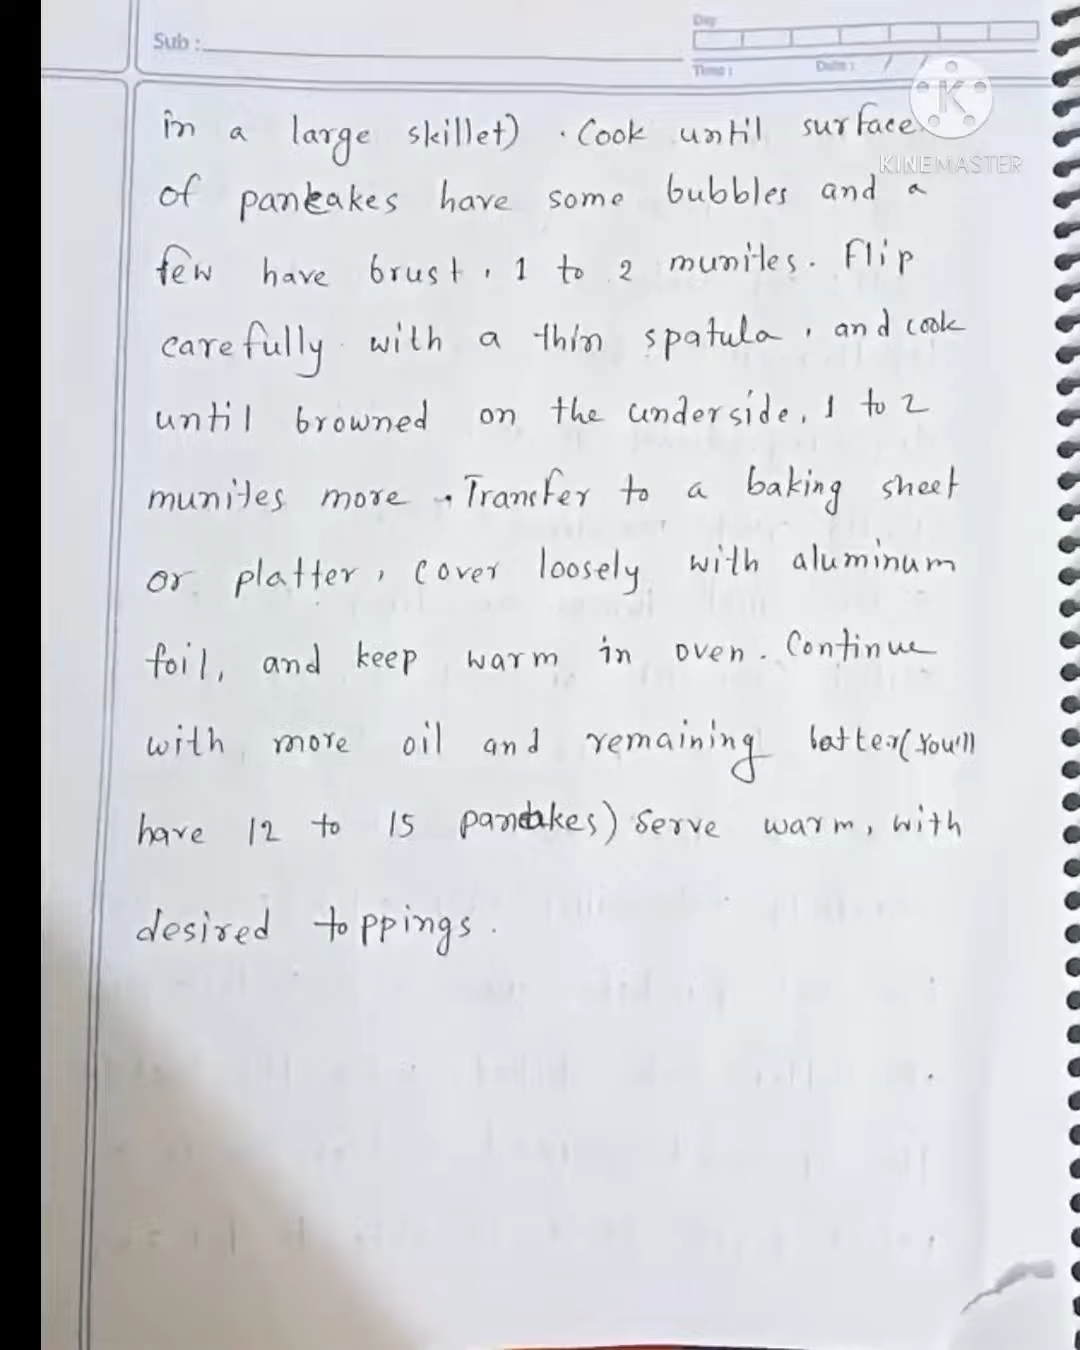 Sub :
Day
Time :
Date : / /
K
KINEMASTER
in a large skillet) . Cook until surface
of pancakes have some bubbles and a
few have brust, 1 to 2 munites. Flip
carefully with a thin spatula, and cook
until browned on the underside, 1 to 2
munites more. Transfer to a baking sheet
or platter, cover loosely with aluminum
foil, and keep warm in oven. Continue
with more oil and remaining batter(You'll
have 12 to 15 pancakes) Serve warm, with
desired toppings.